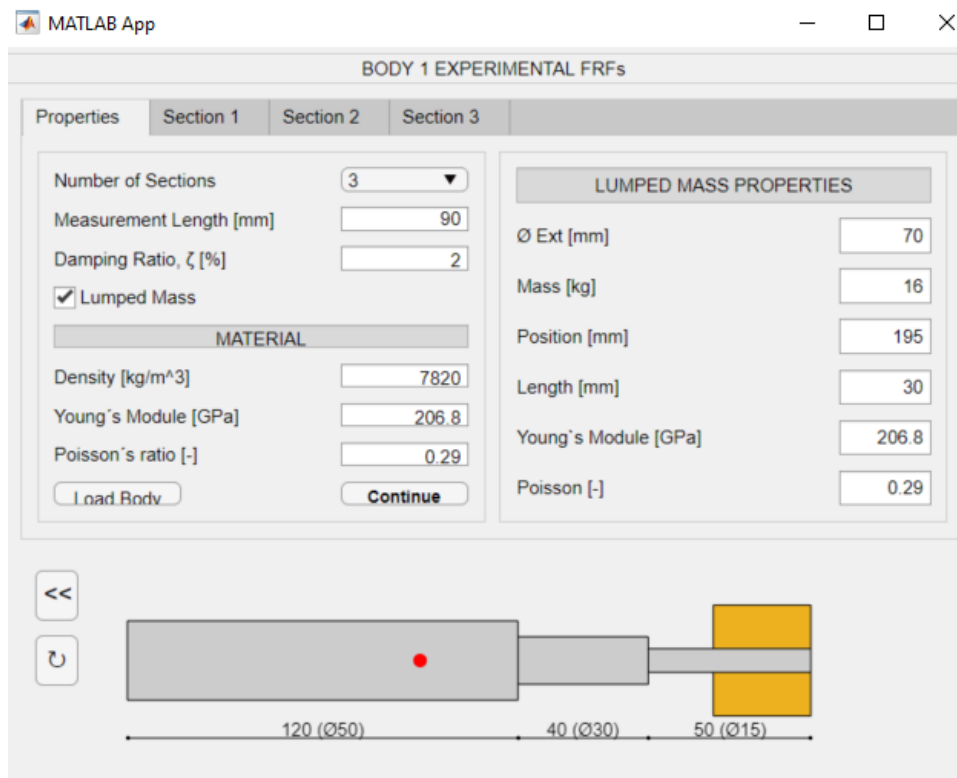 MATLAB App
BODY 1 EXPERIMENTAL FRFs
Properties Section 1 Section 2 Section 3
Number of Sections 3
Measurement Length [mm] 90
Damping Ratio, ζ [%] 2
Lumped Mass
MATERIAL
Density [kg/m^3] 7820
Young´s Module [GPa] 206.8
Poisson´s ratio [-] 0.29
Load Body Continue
LUMPED MASS PROPERTIES
Ø Ext [mm] 70
Mass [kg] 16
Position [mm] 195
Length [mm] 30
Young`s Module [GPa] 206.8
Poisson [-] 0.29
<<
120 (Ø50) 40 (Ø30) 50 (Ø15)